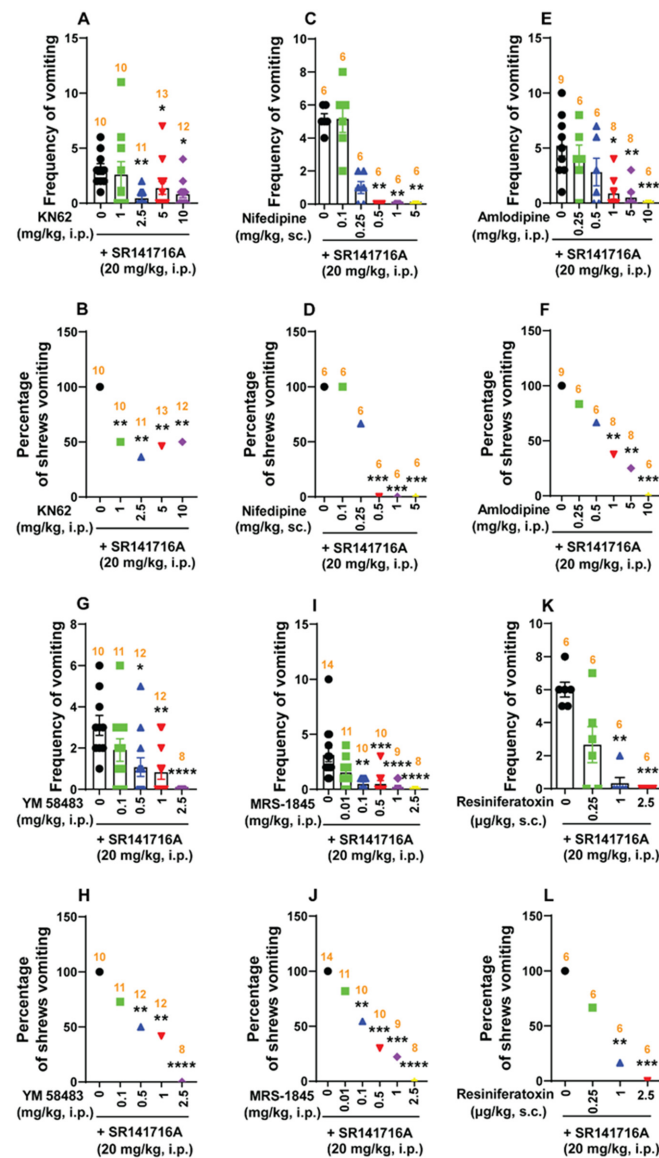 A
Frequency of vomiting
15
10
5
0
10
10
11
**
13
*
12
*
0
1
2.5
5
10
KN62
(mg/kg, i.p.)
+ SR141716A
(20 mg/kg, i.p.)
C
Frequency of vomiting
10
8
6
4
2
0
6
6
6
6
**
6
**
6
**
0
0.1
0.25
0.5
1
5
Nifedipine
(mg/kg, sc.)
+ SR141716A
(20 mg/kg, i.p.)
E
Frequency of vomiting
15
10
5
0
9
6
6
8
*
8
**
6
***
0
0.25
0.5
1
5
10
Amlodipine
(mg/kg, i.p.)
+ SR141716A
(20 mg/kg, i.p.)
B
Percentage
of shrews vomiting
150
100
50
0
10
10
**
11
**
13
**
12
**
0
1
2.5
5
10
KN62
(mg/kg, i.p.)
+ SR141716A
(20 mg/kg, i.p.)
D
Percentage
of shrews vomiting
150
100
50
0
6
6
6
6
***
6
***
6
***
0
0.1
0.25
0.5
1
5
Nifedipine
(mg/kg, sc.)
+ SR141716A
(20 mg/kg, i.p.)
F
Percentage
of shrews vomiting
150
100
50
0
9
6
6
8
**
8
**
6
***
0
0.25
0.5
1
5
10
Amlodipine
(mg/kg, i.p.)
+ SR141716A
(20 mg/kg, i.p.)
G
Frequency of vomiting
8
6
4
2
0
10
11
12
*
12
**
8
****
0
0.1
0.5
1
2.5
YM 58483
(mg/kg, i.p.)
+ SR141716A
(20 mg/kg, i.p.)
I
Frequency of vomiting
15
10
5
0
14
11
10
**
10
***
9
****
8
****
0
0.01
0.1
0.5
1
2.5
MRS-1845
(mg/kg, i.p.)
+ SR141716A
(20 mg/kg, i.p.)
K
Frequency of vomiting
10
8
6
4
2
0
6
6
6
**
6
***
0
0.25
1
2.5
Resiniferatoxin
(µg/kg, s.c.)
+ SR141716A
(20 mg/kg, i.p.)
H
Percentage
of shrews vomiting
150
100
50
0
10
11
12
**
12
**
8
****
0
0.1
0.5
1
2.5
YM 58483
(mg/kg, i.p.)
+ SR141716A
(20 mg/kg, i.p.)
J
Percentage
of shrews vomiting
150
100
50
0
14
11
10
**
10
***
9
***
8
****
0
0.01
0.1
0.5
1
2.5
MRS-1845
(mg/kg, i.p.)
+ SR141716A
(20 mg/kg, i.p.)
L
Percentage
of shrews vomiting
150
100
50
0
6
6
6
**
6
***
0
0.25
1
2.5
Resiniferatoxin
(µg/kg, s.c.)
+ SR141716A
(20 mg/kg, i.p.)